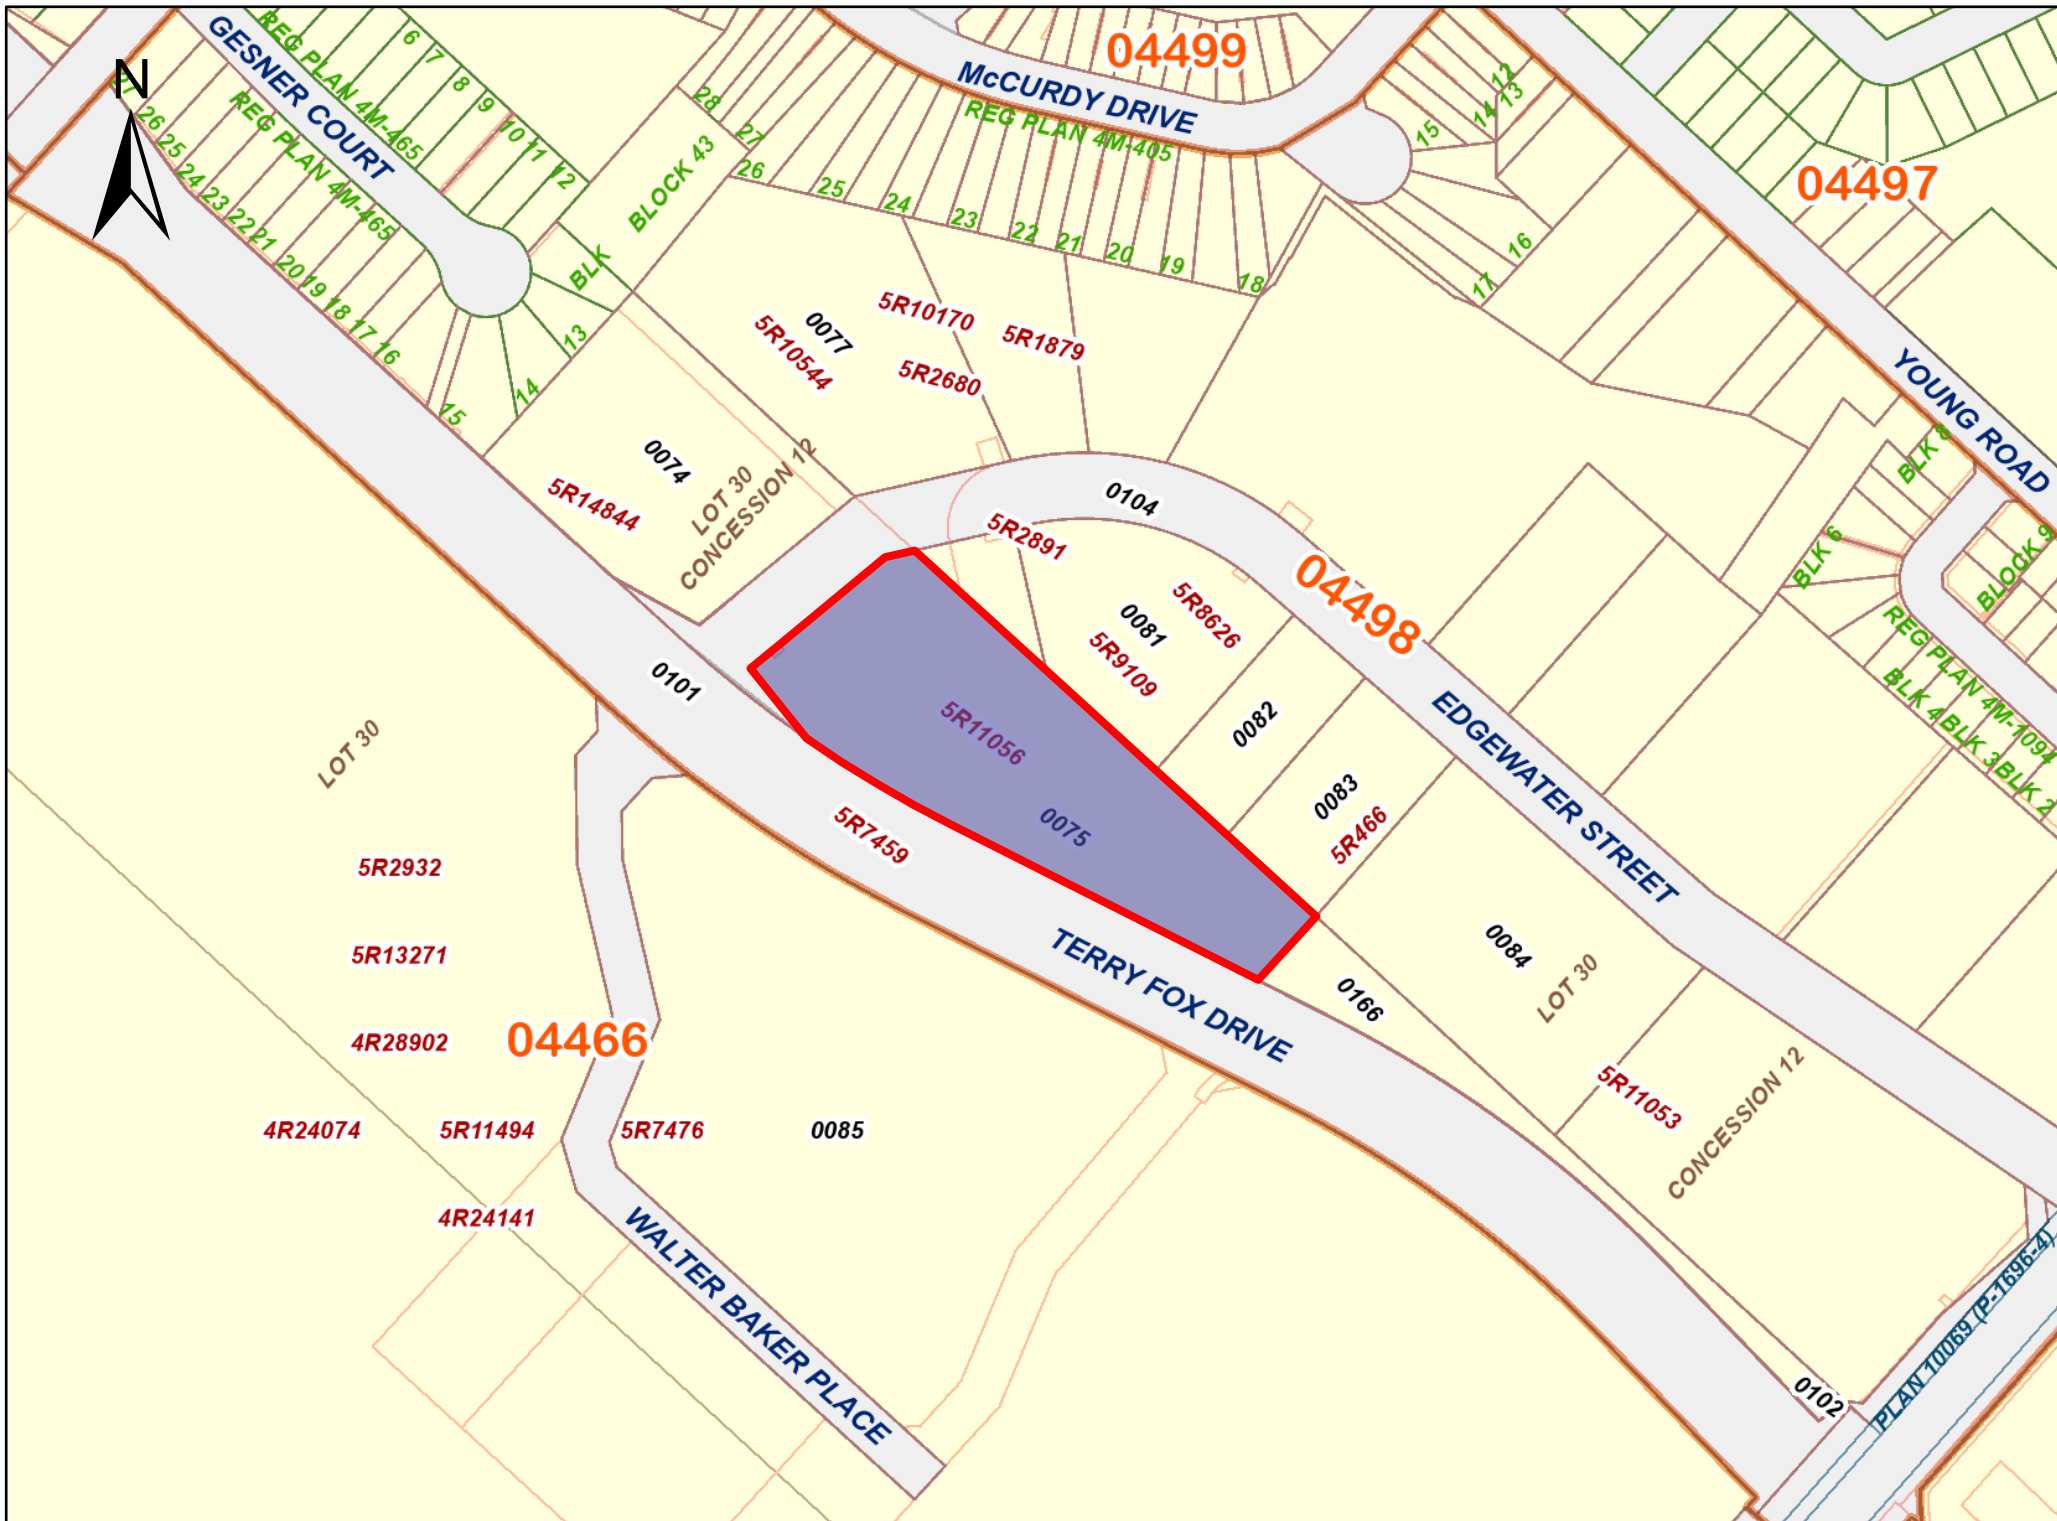 N
GESNER COURT
REG PLAN 4M-465
REG PLAN 4M-465
6
7
8
9
10
11
12
27
26
25
24
23
22
21
20
19
18
17
16
15
14
13
BLK
BLOCK 43
28
27
26
25
24
23
22
21
20
19
18
04499
McCURDY DRIVE
REG PLAN 4M-405
12
13
14
15
16
17
04497
YOUNG ROAD
5R10170
0077
5R10544
5R1879
5R2680
0074
5R14844
LOT 30
CONCESSION 12
0104
5R2891
04498
5R8626
0081
5R9109
0082
0083
5R466
EDGEWATER STREET
BLK 8
BLK 6
BLOCK 9
REG PLAN 4M-1094
BLK 4
BLK 3
BLK 2
0101
LOT 30
5R11056
0075
5R7459
TERRY FOX DRIVE
5R2932
5R13271
4R28902
04466
4R24074
5R11494
5R7476
0085
4R24141
WALTER BAKER PLACE
0166
0084
LOT 30
5R11053
CONCESSION 12
0102
PLAN 10069 (P-1696-4)